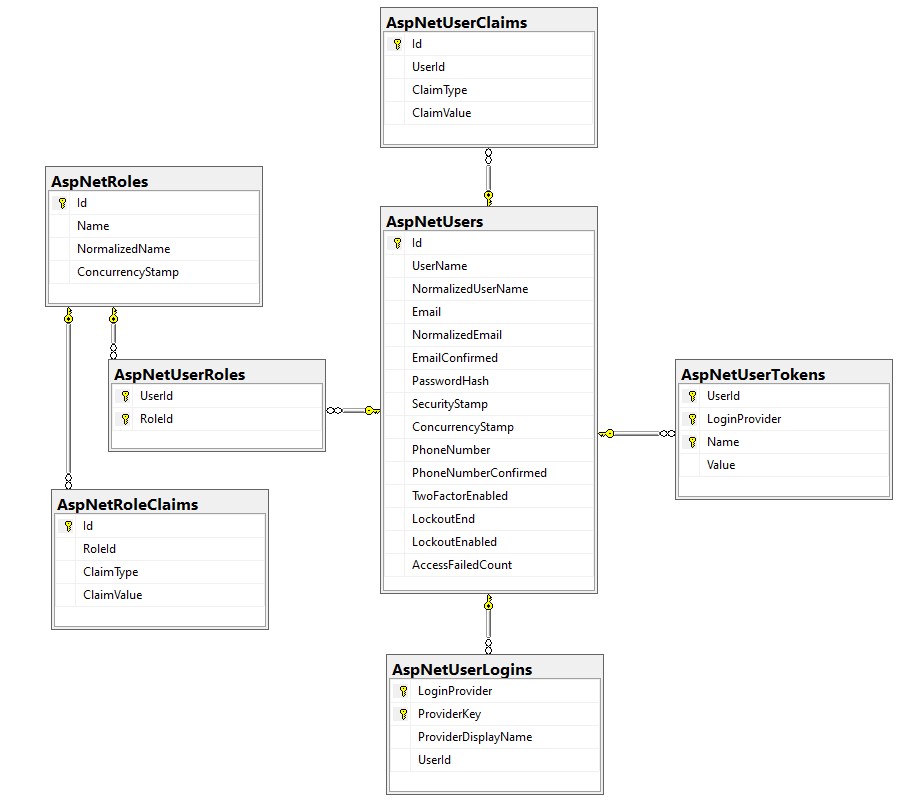 AspNetUserClaims
Id
UserId
ClaimType
ClaimValue
AspNetRoles
Id
Name
NormalizedName
ConcurrencyStamp
AspNetUsers
Id
UserName
NormalizedUserName
Email
NormalizedEmail
EmailConfirmed
PasswordHash
SecurityStamp
ConcurrencyStamp
PhoneNumber
PhoneNumberConfirmed
TwoFactorEnabled
LockoutEnd
LockoutEnabled
AccessFailedCount
AspNetUserRoles
UserId
RoleId
AspNetUserTokens
UserId
LoginProvider
Name
Value
AspNetRoleClaims
Id
RoleId
ClaimType
ClaimValue
AspNetUserLogins
LoginProvider
ProviderKey
ProviderDisplayName
UserId